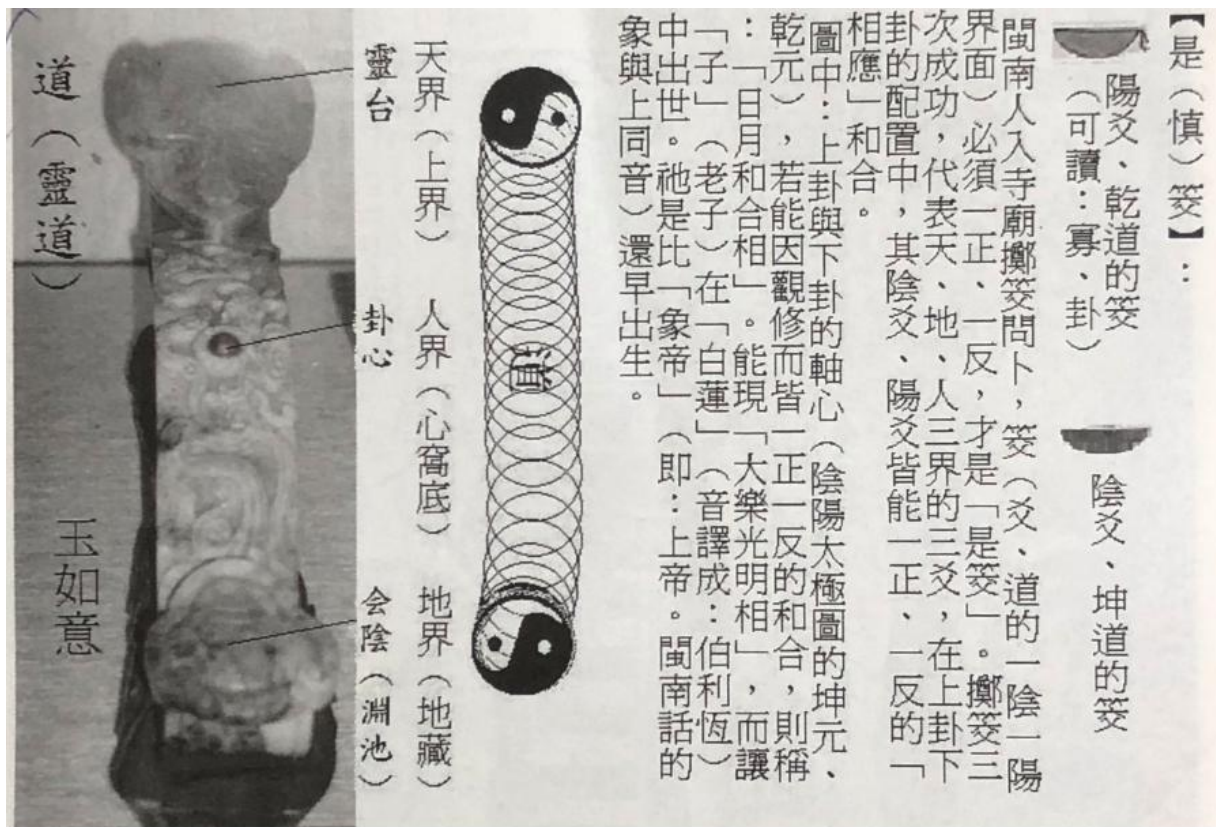 【是（慎）筊】：
陽爻、乾道的筊
（可讀：寡、卦）
陰爻、坤道的筊
閩南人入寺廟擲筊問卜，筊（爻、道的一陰一陽
界面）必須一正、一反，才是「是筊」。擲筊三
次成功，代表天、地、人三界的三爻，在上卦下
卦的配置中，其陰爻、陽爻皆能一正、一反的「
相應」和合。
圖中：上卦與下卦的軸心（陰陽太極圖的坤元、
乾元），若能因觀修而皆一正一反的和合，則稱
：「日月和合相」。能現「大樂光明相」，而讓
「子」（老子）在「白蓮」（音譯成：伯利恆）
中出世。祂是比「象帝」（即：上帝。閩南話的
象與上同音）還早出生。
道
天界（上界）
人界（心窩底）
地界（地藏）
靈台
卦心
会陰（淵池）
道（靈道）
玉如意